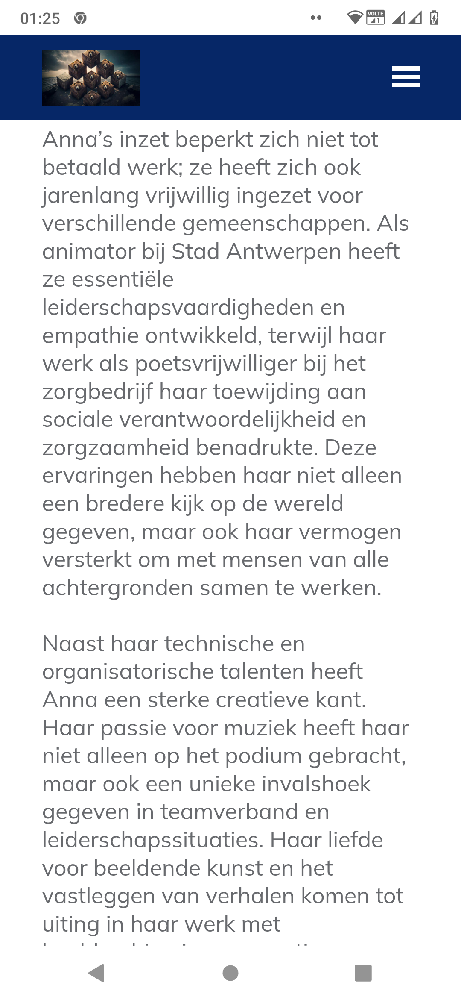 01:25
VOLTE
1
Anna’s inzet beperkt zich niet tot
betaald werk; ze heeft zich ook
jarenlang vrijwillig ingezet voor
verschillende gemeenschappen. Als
animator bij Stad Antwerpen heeft
ze essentiële
leiderschapsvaardigheden en
empathie ontwikkeld, terwijl haar
werk als poetsvrijwilliger bij het
zorgbedrijf haar toewijding aan
sociale verantwoordelijkheid en
zorgzaamheid benadrukte. Deze
ervaringen hebben haar niet alleen
een bredere kijk op de wereld
gegeven, maar ook haar vermogen
versterkt om met mensen van alle
achtergronden samen te werken.
Naast haar technische en
organisatorische talenten heeft
Anna een sterke creatieve kant.
Haar passie voor muziek heeft haar
niet alleen op het podium gebracht,
maar ook een unieke invalshoek
gegeven in teamverband en
leiderschapssituaties. Haar liefde
voor beeldende kunst en het
vastleggen van verhalen komen tot
uiting in haar werk met